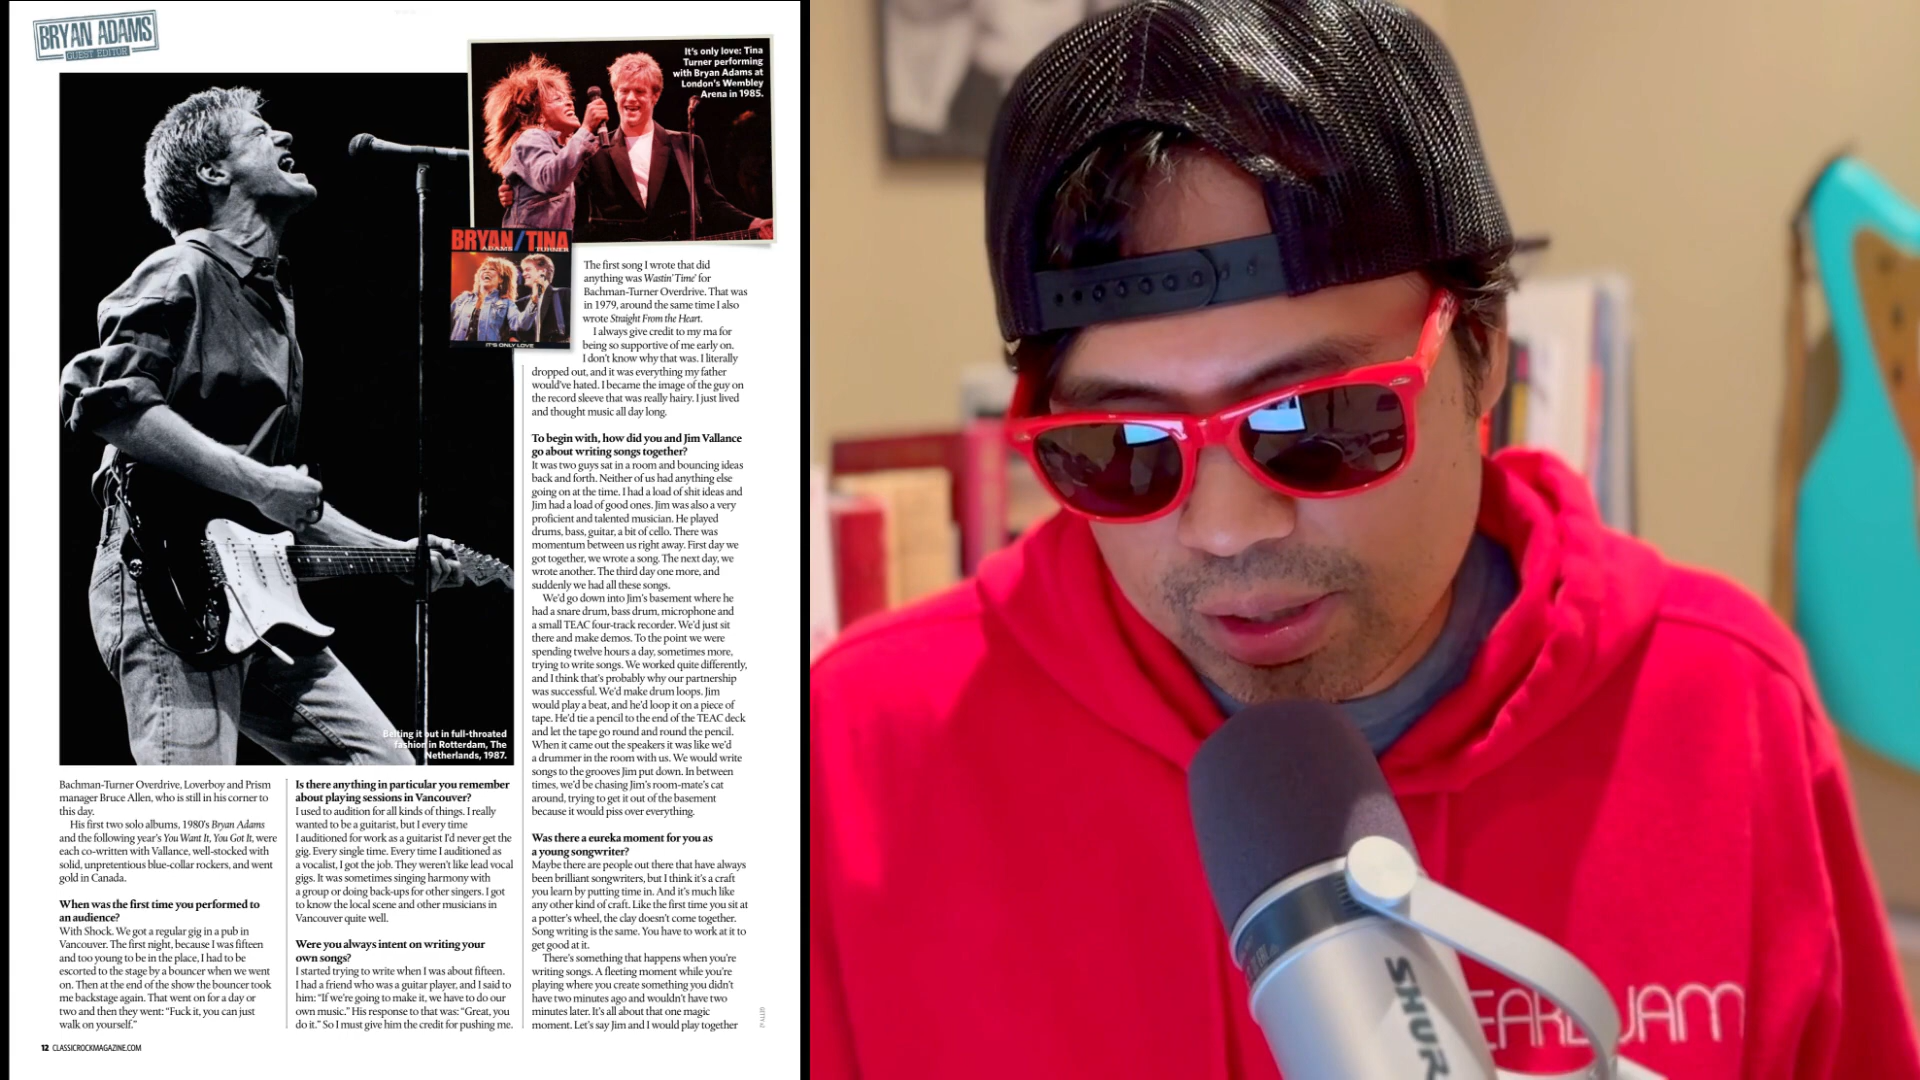 BRYAN ADAMS
GUEST EDITOR
It's only love: Tina
Turner performing
with Bryan Adams at
London's Wembley
Arena in 1985.
BRYAN/TINA
ADAMS TURNER
IT'S ONLY LOVE
Belting it out in full-throated
fashion in Rotterdam, The
Netherlands, 1987.
Bachman-Turner Overdrive, Loverboy and Prism
manager Bruce Allen, who is still in his corner to
this day.
His first two solo albums, 1980's Bryan Adams
and the following year's You Want It, You Got It, were
each co-written with Vallance, well-stocked with
solid, unpretentious blue-collar rockers, and went
gold in Canada.
When was the first time you performed to
an audience?
With Shock. We got a regular gig in a pub in
Vancouver. The first night, because I was fifteen
and too young to be in the place, I had to be
escorted to the stage by a bouncer when we went
on. Then at the end of the show the bouncer took
me backstage again. That went on for a day or
two and then they went: "Fuck it, you can just
walk on yourself."
Is there anything in particular you remember
about playing sessions in Vancouver?
I used to audition for all kinds of things. I really
wanted to be a guitarist, but I every time
I auditioned for work as a guitarist I'd never get the
gig. Every single time. Every time I auditioned as
a vocalist, I got the job. They weren't like lead vocal
gigs. It was sometimes singing harmony with
a group or doing back-ups for other singers. I got
to know the local scene and other musicians in
Vancouver quite well.
Were you always intent on writing your
own songs?
I started trying to write when I was about fifteen.
I had a friend who was a guitar player, and I said to
him: "If we're going to make it, we have to do our
own music." His response to that was: "Great, you
do it." So I must give him the credit for pushing me.
The first song I wrote that did
anything was Wastin' Time for
Bachman-Turner Overdrive. That was
in 1979, around the same time I also
wrote Straight From the Heart.
I always give credit to my ma for
being so supportive of me early on.
I don't know why that was. I literally
dropped out, and it was everything my father
would've hated. I became the image of the guy on
the record sleeve that was really hairy. I just lived
and thought music all day long.
To begin with, how did you and Jim Vallance
go about writing songs together?
It was two guys sat in a room and bouncing ideas
back and forth. Neither of us had anything else
going on at the time. I had a load of shit ideas and
Jim had a load of good ones. Jim was also a very
proficient and talented musician. He played
drums, bass, guitar, a bit of cello. There was
momentum between us right away. First day we
got together, we wrote a song. The next day, we
wrote another. The third day one more, and
suddenly we had all these songs.
We'd go down into Jim's basement where he
had a snare drum, bass drum, microphone and
a small TEAC four-track recorder. We'd just sit
there and make demos. To the point we were
spending twelve hours a day, sometimes more,
trying to write songs. We worked quite differently,
and I think that's probably why our partnership
was successful. We'd make drum loops. Jim
would play a beat, and he'd loop it on a piece of
tape. He'd tie a pencil to the end of the TEAC deck
and let the tape go round and round the pencil.
When it came out the speakers it was like we'd
a drummer in the room with us. We would write
songs to the grooves Jim put down. In between
times, we'd be chasing Jim's room-mate's cat
around, trying to get it out of the basement
because it would piss over everything.
Was there a eureka moment for you as
a young songwriter?
Maybe there are people out there that have always
been brilliant songwriters, but I think it's a craft
you learn by putting time in. And it's much like
any other kind of craft. Like the first time you sit at
a potter's wheel, the clay doesn't come together.
Song writing is the same. You have to work at it to
get good at it.
There's something that happens when you're
writing songs. A fleeting moment while you're
playing where you create something you didn't
have two minutes ago and wouldn't have two
minutes later. It's all about that one magic
moment. Let's say Jim and I would play together
12 CLASSICROCKMAGAZINE.COM
SHUR
EARL JAM